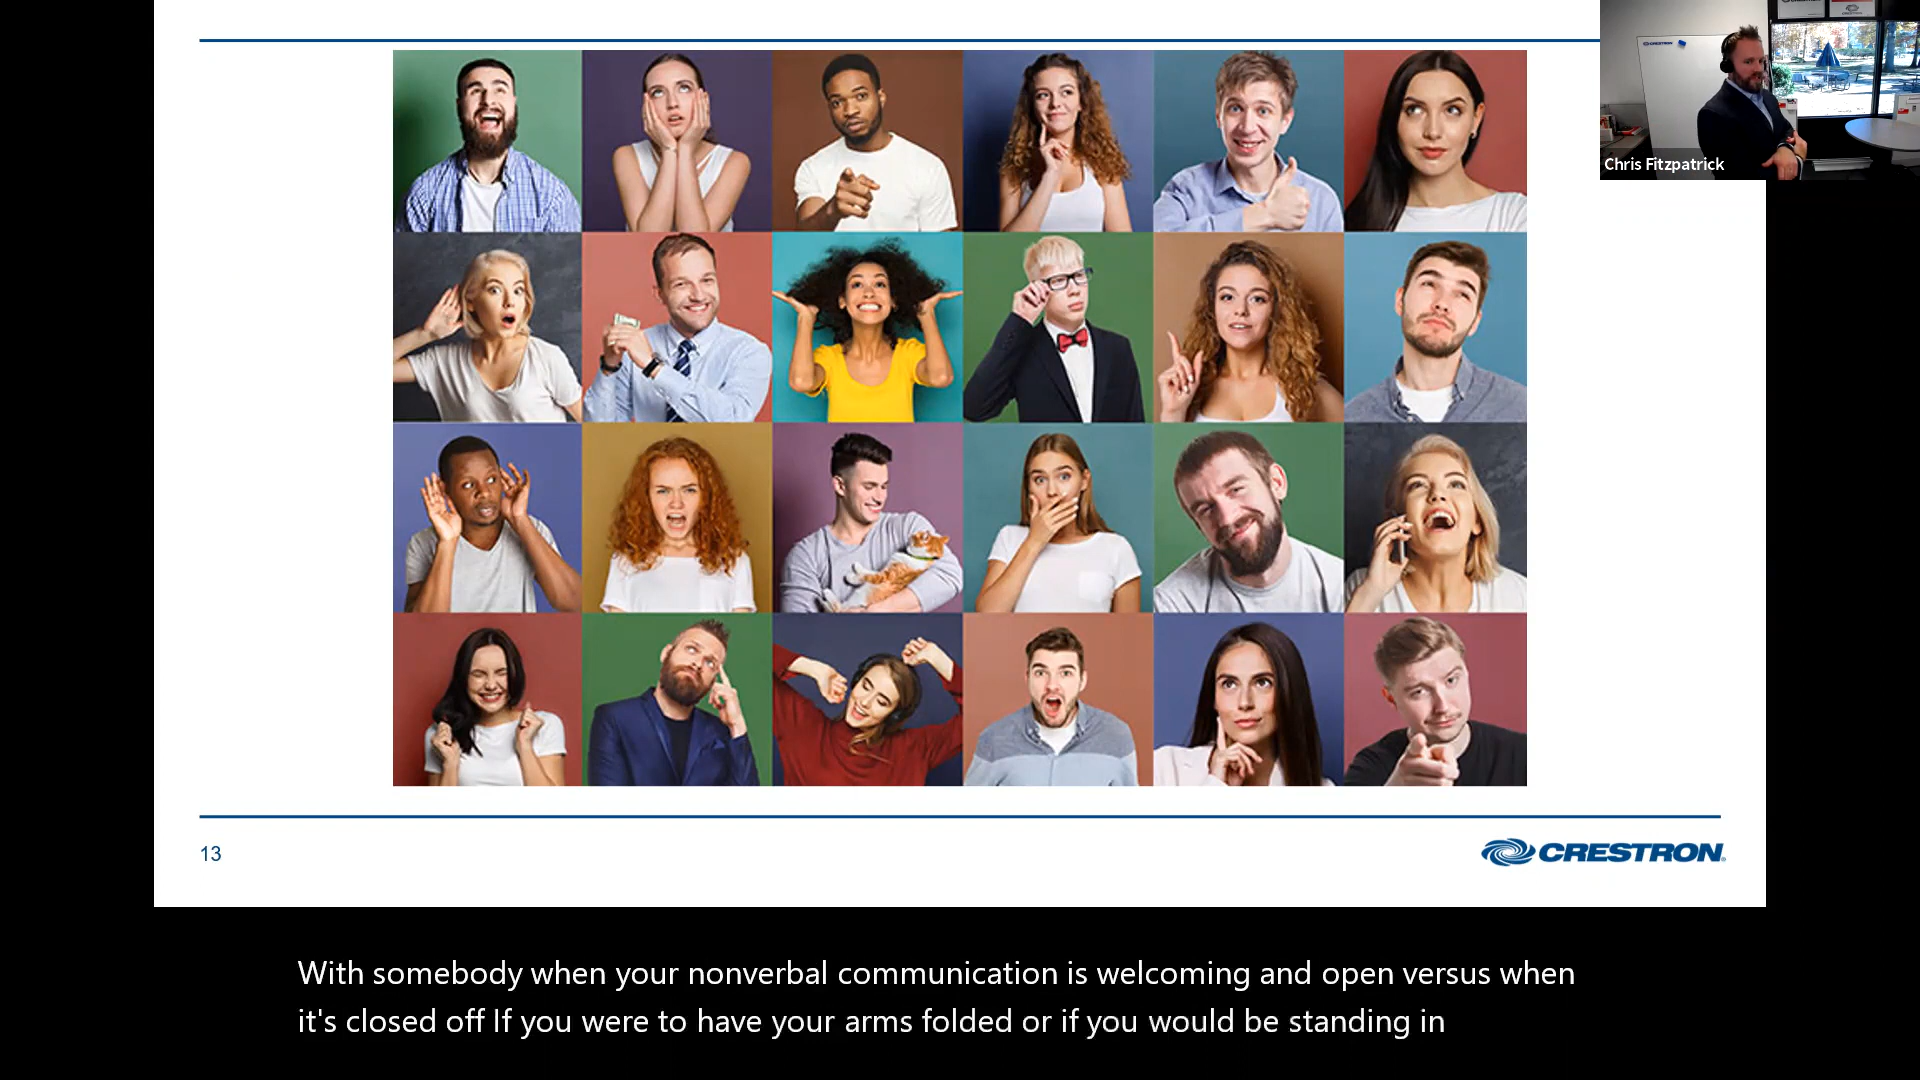 CRESTRON
Chris Fitzpatrick
13
CRESTRON
With somebody when your nonverbal communication is welcoming and open versus when
it's closed off If you were to have your arms folded or if you would be standing in